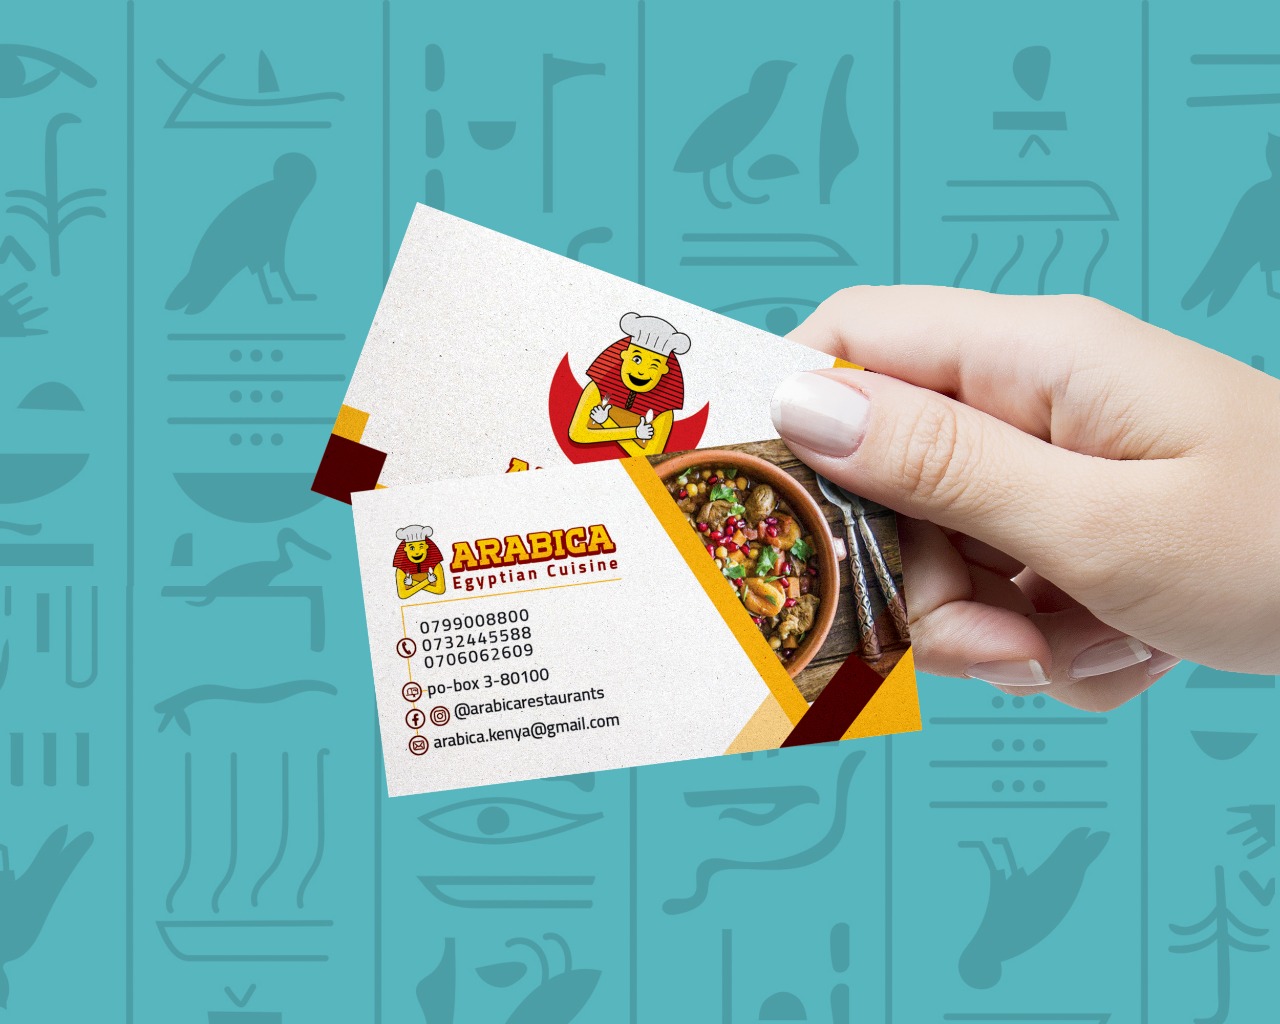 ARABICA
Egyptian Cuisine
0799008800
0732445588
0706062609
po-box 3-80100
@arabicarestaurants
arabica.kenya@gmail.com